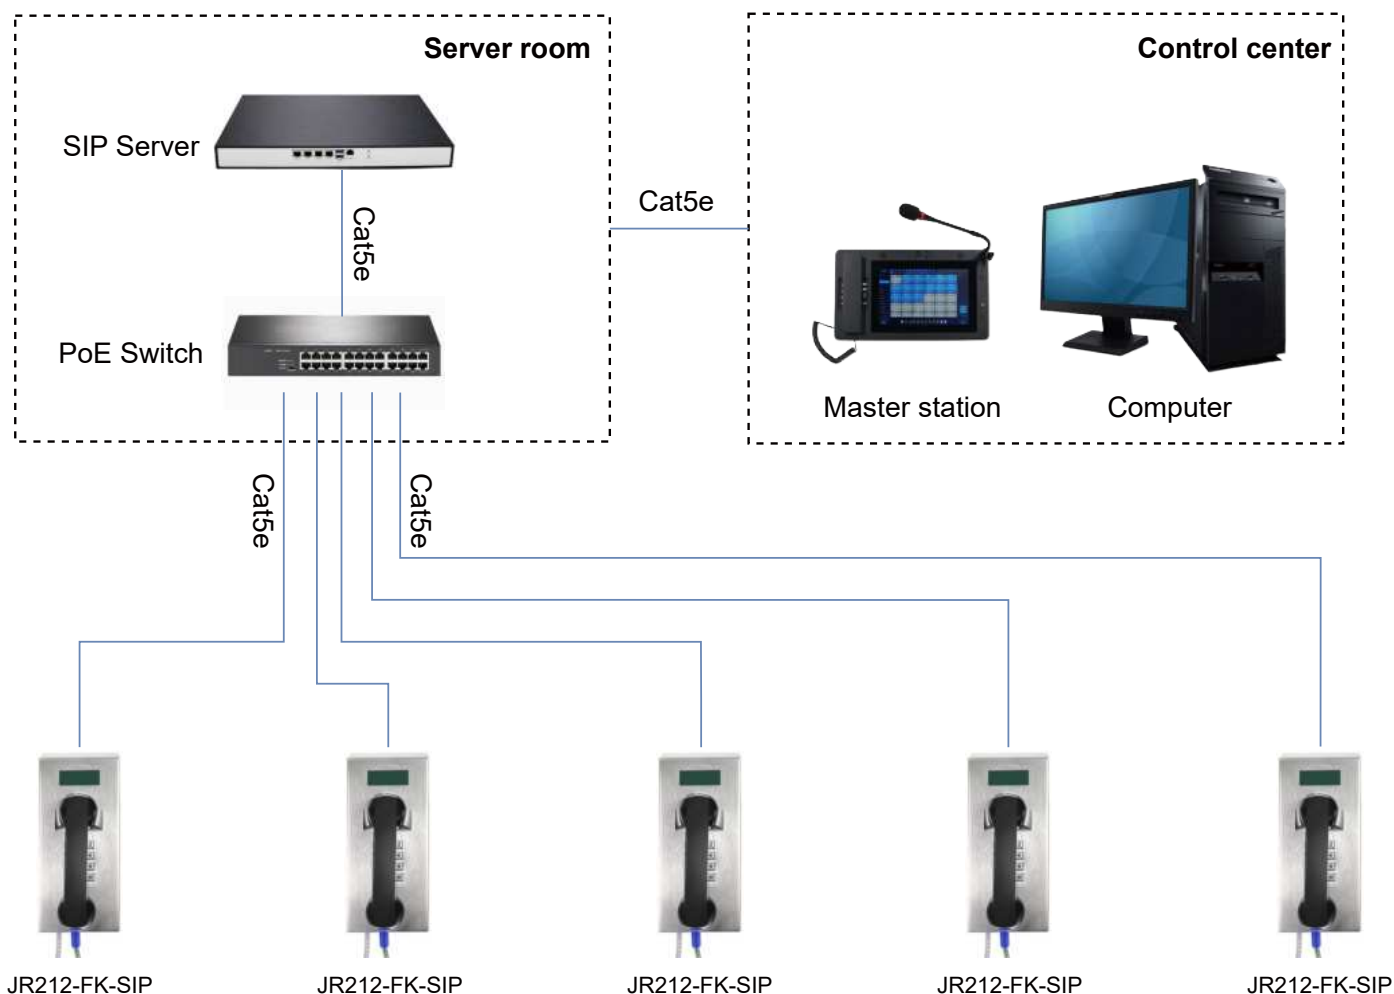 Server room
Control center
SIP Server
Cat5e
Cat5e
PoE Switch
Master station
Computer
Cat5e
Cat5e
JR212-FK-SIP
JR212-FK-SIP
JR212-FK-SIP
JR212-FK-SIP
JR212-FK-SIP